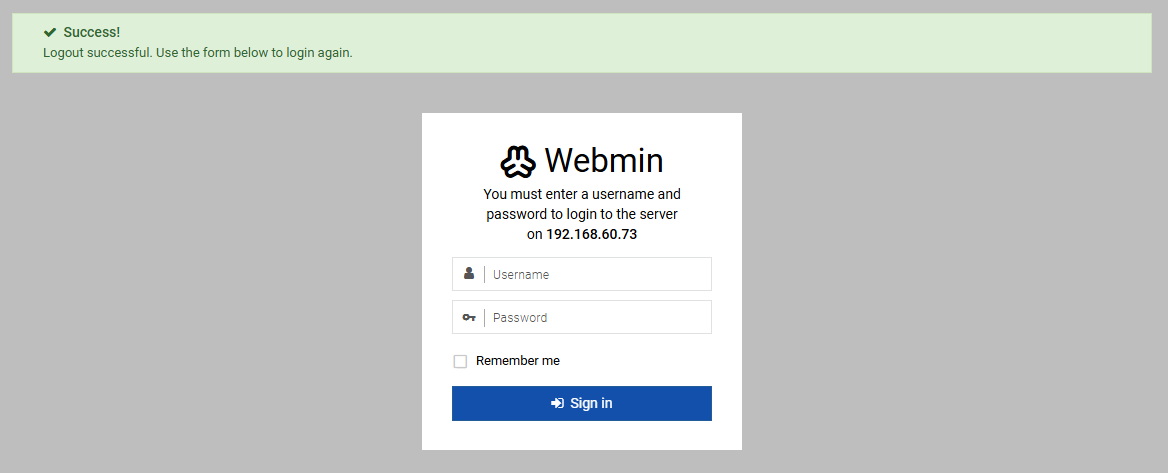 Success!
Logout successful. Use the form below to login again.
Webmin
You must enter a username and
password to login to the server
on 192.168.60.73
Username
Password
Remember me
Sign in